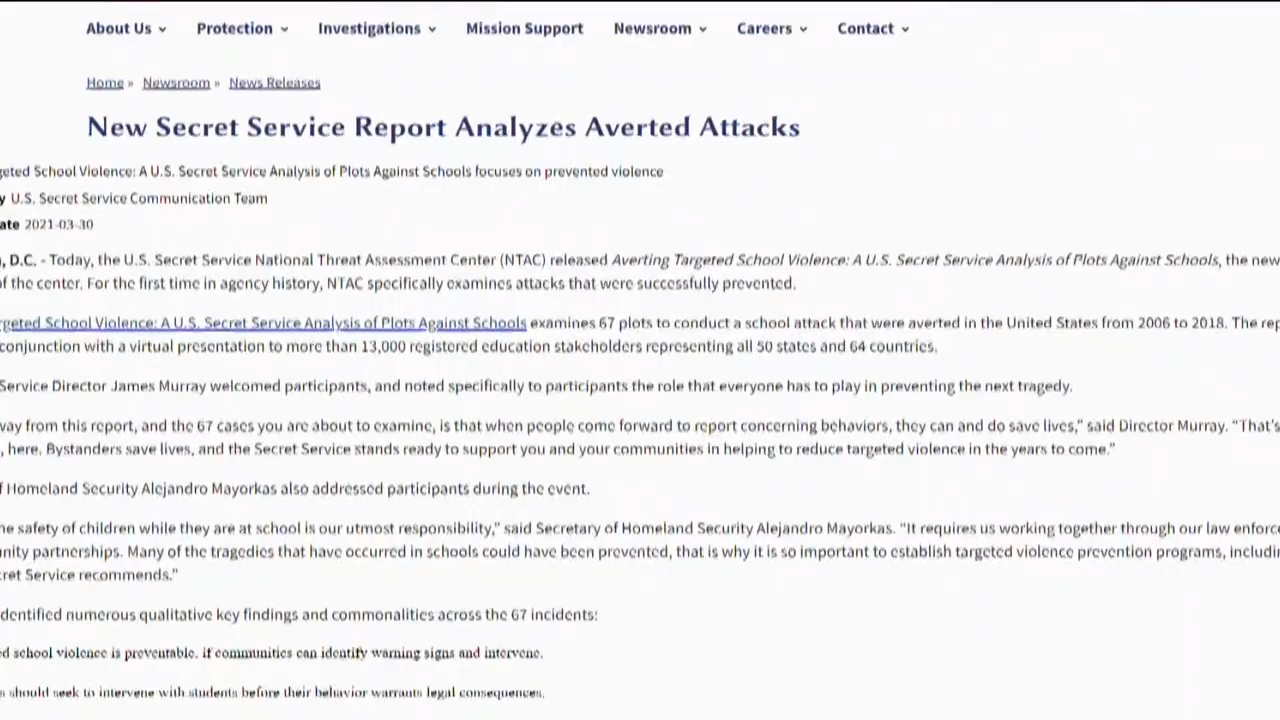 About Us Protection Investigations Mission Support Newsroom Careers Contact
Home » Newsroom » News Releases
New Secret Service Report Analyzes Averted Attacks
geted School Violence: A U.S. Secret Service Analysis of Plots Against Schools focuses on prevented violence
y U.S. Secret Service Communication Team
ate 2021-03-30
, D.C. - Today, the U.S. Secret Service National Threat Assessment Center (NTAC) released Averting Targeted School Violence: A U.S. Secret Service Analysis of Plots Against Schools, the new
of the center. For the first time in agency history, NTAC specifically examines attacks that were successfully prevented.
rgeted School Violence: A U.S. Secret Service Analysis of Plots Against Schools examines 67 plots to conduct a school attack that were averted in the United States from 2006 to 2018. The rep
conjunction with a virtual presentation to more than 13,000 registered education stakeholders representing all 50 states and 64 countries.
Service Director James Murray welcomed participants, and noted specifically to participants the role that everyone has to play in preventing the next tragedy.
way from this report, and the 67 cases you are about to examine, is that when people come forward to report concerning behaviors, they can and do save lives,” said Director Murray. “That's
, here. Bystanders save lives, and the Secret Service stands ready to support you and your communities in helping to reduce targeted violence in the years to come.”
f Homeland Security Alejandro Mayorkas also addressed participants during the event.
he safety of children while they are at school is our utmost responsibility,” said Secretary of Homeland Security Alejandro Mayorkas. “It requires us working together through our law enforce
unity partnerships. Many of the tragedies that have occurred in schools could have been prevented, that is why it is so important to establish targeted violence prevention programs, includin
cret Service recommends.”
dentified numerous qualitative key findings and commonalities across the 67 incidents:
ed school violence is preventable. if communities can identify warning signs and intervene.
s should seek to intervene with students before their behavior warrants legal consequences.